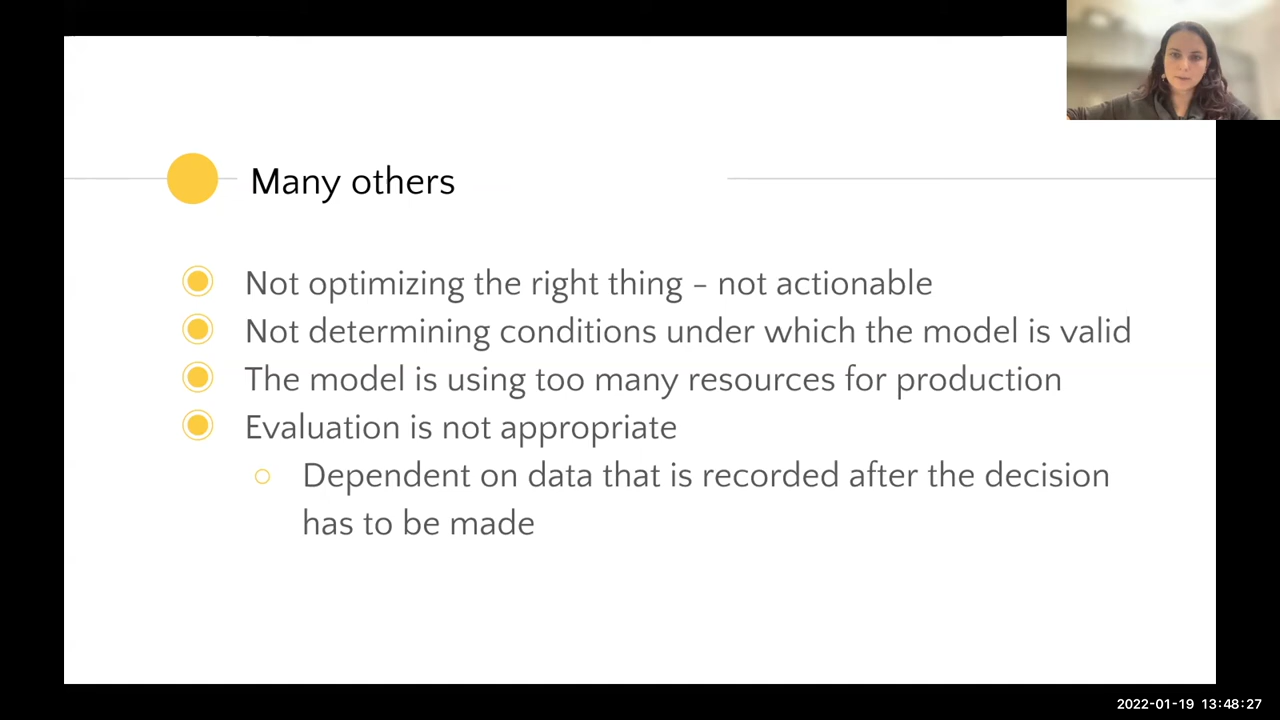 Many others
Not optimizing the right thing - not actionable
Not determining conditions under which the model is valid
The model is using too many resources for production
Evaluation is not appropriate
Dependent on data that is recorded after the decision
has to be made
2022-01-19 13:48:27